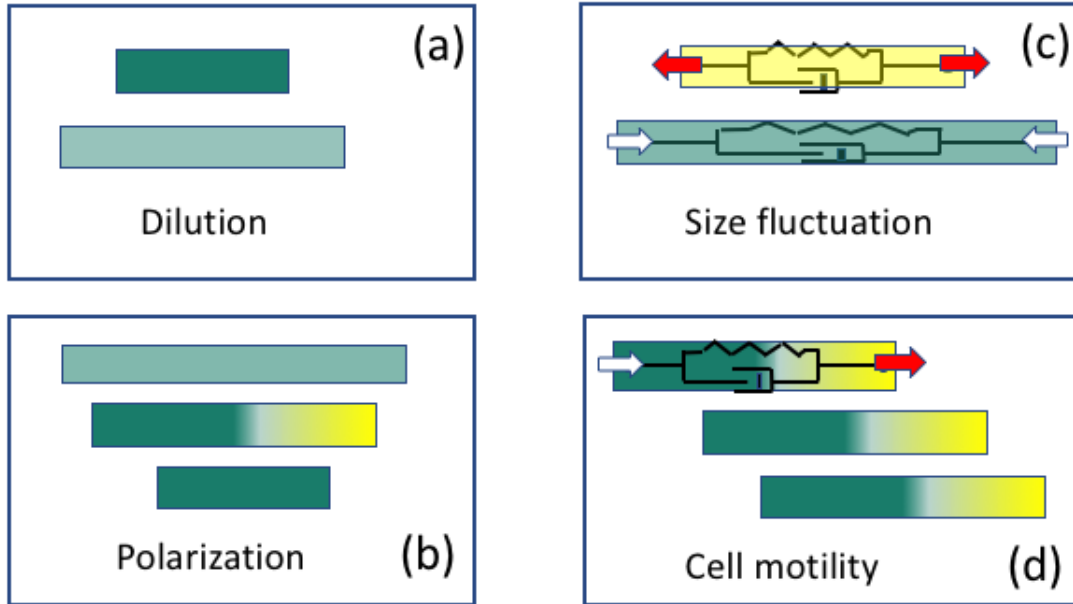 (a)
Dilution
(c)
Size fluctuation
Polarization
(b)
Cell motility
(d)